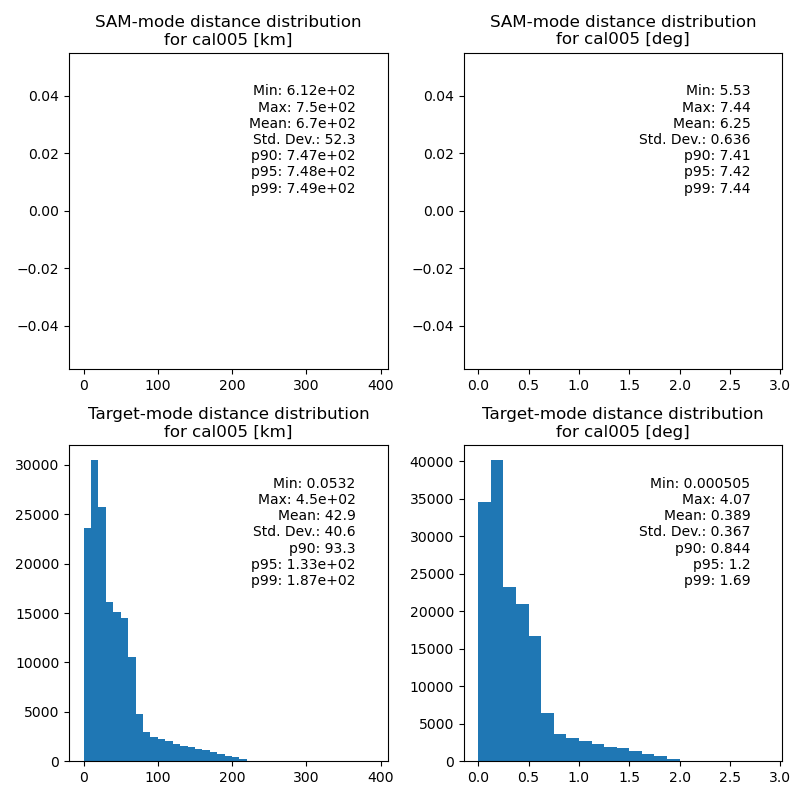 SAM-mode distance distribution
for cal005 [km]
0.04
0.02
0.00
−0.02
−0.04
Min: 6.12e+02
Max: 7.5e+02
Mean: 6.7e+02
Std. Dev.: 52.3
p90: 7.47e+02
p95: 7.48e+02
p99: 7.49e+02
0 100 200 300 400
SAM-mode distance distribution
for cal005 [deg]
0.04
0.02
0.00
−0.02
−0.04
Min: 5.53
Max: 7.44
Mean: 6.25
Std. Dev.: 0.636
p90: 7.41
p95: 7.42
p99: 7.44
0.0 0.5 1.0 1.5 2.0 2.5 3.0
Target-mode distance distribution
for cal005 [km]
30000
25000
20000
15000
10000
5000
0
Min: 0.0532
Max: 4.5e+02
Mean: 42.9
Std. Dev.: 40.6
p90: 93.3
p95: 1.33e+02
p99: 1.87e+02
0 100 200 300 400
Target-mode distance distribution
for cal005 [deg]
40000
35000
30000
25000
20000
15000
10000
5000
0
Min: 0.000505
Max: 4.07
Mean: 0.389
Std. Dev.: 0.367
p90: 0.844
p95: 1.2
p99: 1.69
0.0 0.5 1.0 1.5 2.0 2.5 3.0